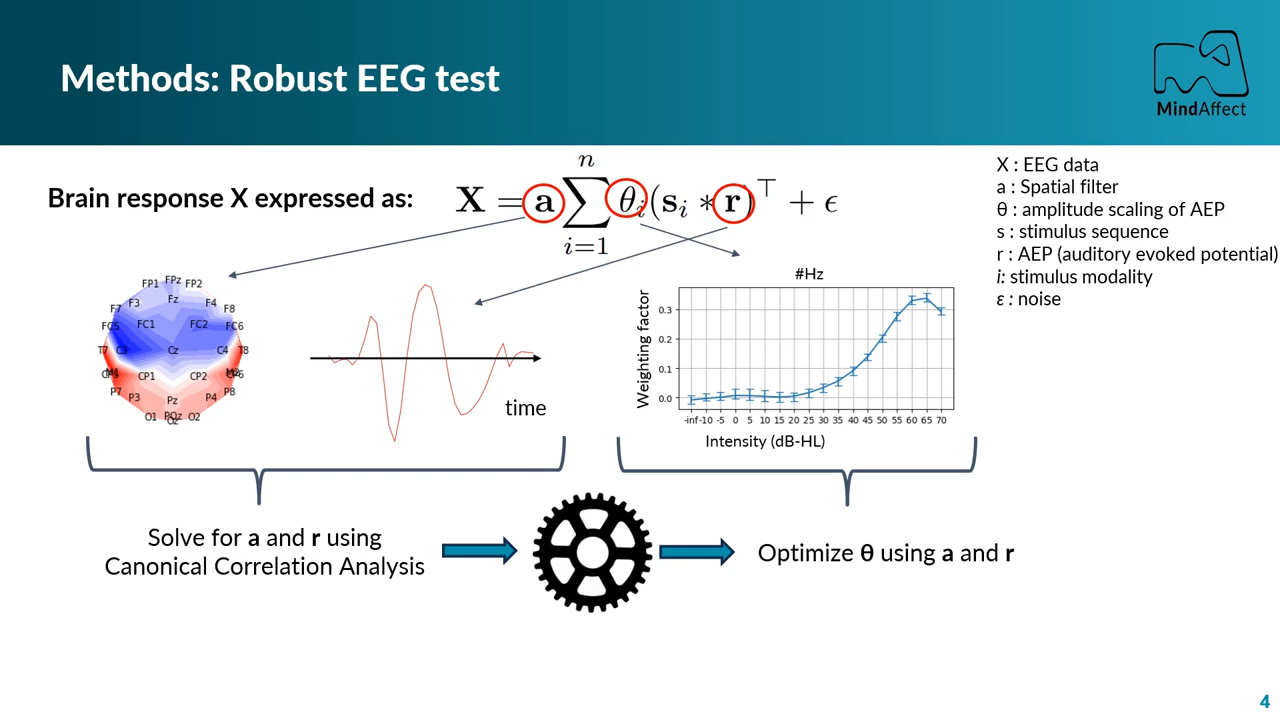 Methods: Robust EEG test
MindAffect
Brain response X expressed as:
X = a ∑ n i=1 θi(si ∗ r)⊤ + ϵ
X : EEG data
a : Spatial filter
θ : amplitude scaling of AEP
s : stimulus sequence
r : AEP (auditory evoked potential)
i: stimulus modality
ε : noise
FP1 FPz FP2
F7 F3 Fz F4 F8
FC5 FC1 FC2 FC6
T7 C3 Cz C4 T8
M1 CP1 CP2 CP6
P7 P3 Pz P4 P8
O1 Oz O2
time
#Hz
Weighting factor
0.3
0.2
0.1
0.0
-inf -10 -5 0 5 10 15 20 25 30 35 40 45 50 55 60 65 70
Intensity (dB-HL)
Solve for a and r using
Canonical Correlation Analysis
Optimize θ using a and r
4